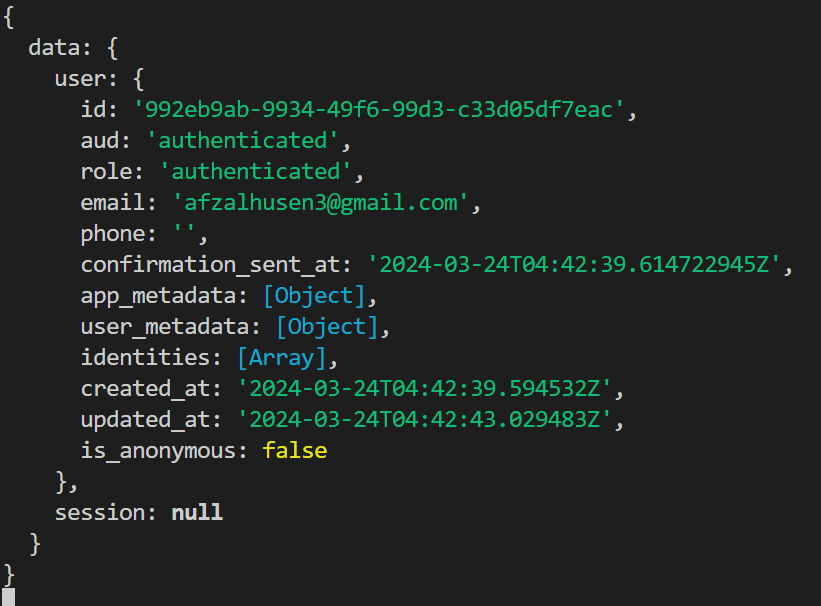 {
  data: {
    user: {
      id: '992eb9ab-9934-49f6-99d3-c33d05df7eac',
      aud: 'authenticated',
      role: 'authenticated',
      email: 'afzalhusen3@gmail.com',
      phone: '',
      confirmation_sent_at: '2024-03-24T04:42:39.614722945Z',
      app_metadata: [Object],
      user_metadata: [Object],
      identities: [Array],
      created_at: '2024-03-24T04:42:39.594532Z',
      updated_at: '2024-03-24T04:42:43.029483Z',
      is_anonymous: false
    },
    session: null
  }
}